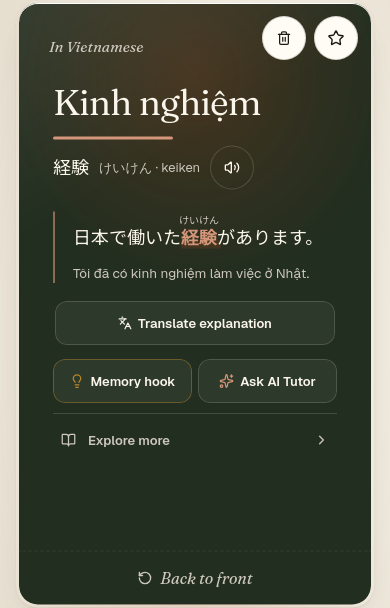 In Vietnamese
Kinh nghiệm
経験 けいけん · keiken
けいけん
日本で働いた経験があります。
Tôi đã có kinh nghiệm làm việc ở Nhật.
Translate explanation
Memory hook
Ask AI Tutor
Explore more
Back to front